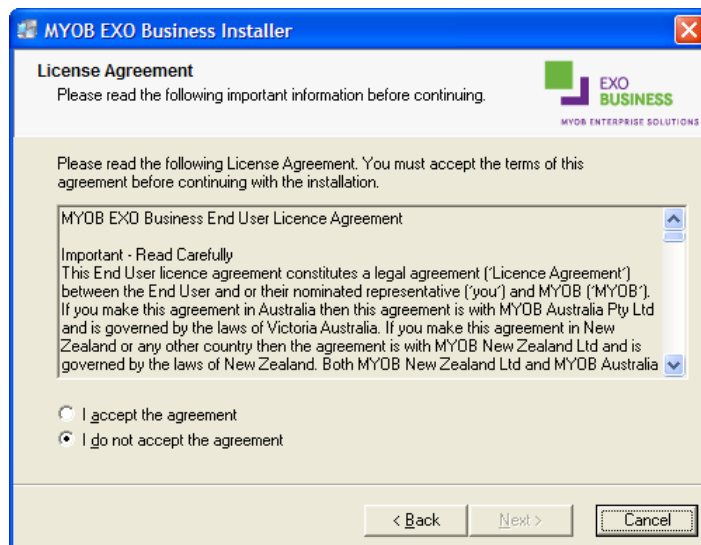 MYOB EXO Business Installer
License Agreement
Please read the following important information before continuing.
EXO
BUSINESS
MYOB ENTERPRISE SOLUTIONS
Please read the following License Agreement. You must accept the terms of this
agreement before continuing with the installation.
MYOB EXO Business End User Licence Agreement
Important - Read Carefully
This End User licence agreement constitutes a legal agreement ('Licence Agreement')
between the End User and or their nominated representative ('you') and MYOB ('MYOB').
If you make this agreement in Australia then this agreement is with MYOB Australia Pty Ltd
and is governed by the laws of Victoria Australia. If you make this agreement in New
Zealand or any other country then the agreement is with MYOB New Zealand Ltd and is
governed by the laws of New Zealand. Both MYOB New Zealand Ltd and MYOB Australia
I accept the agreement
I do not accept the agreement
< Back
Next >
Cancel